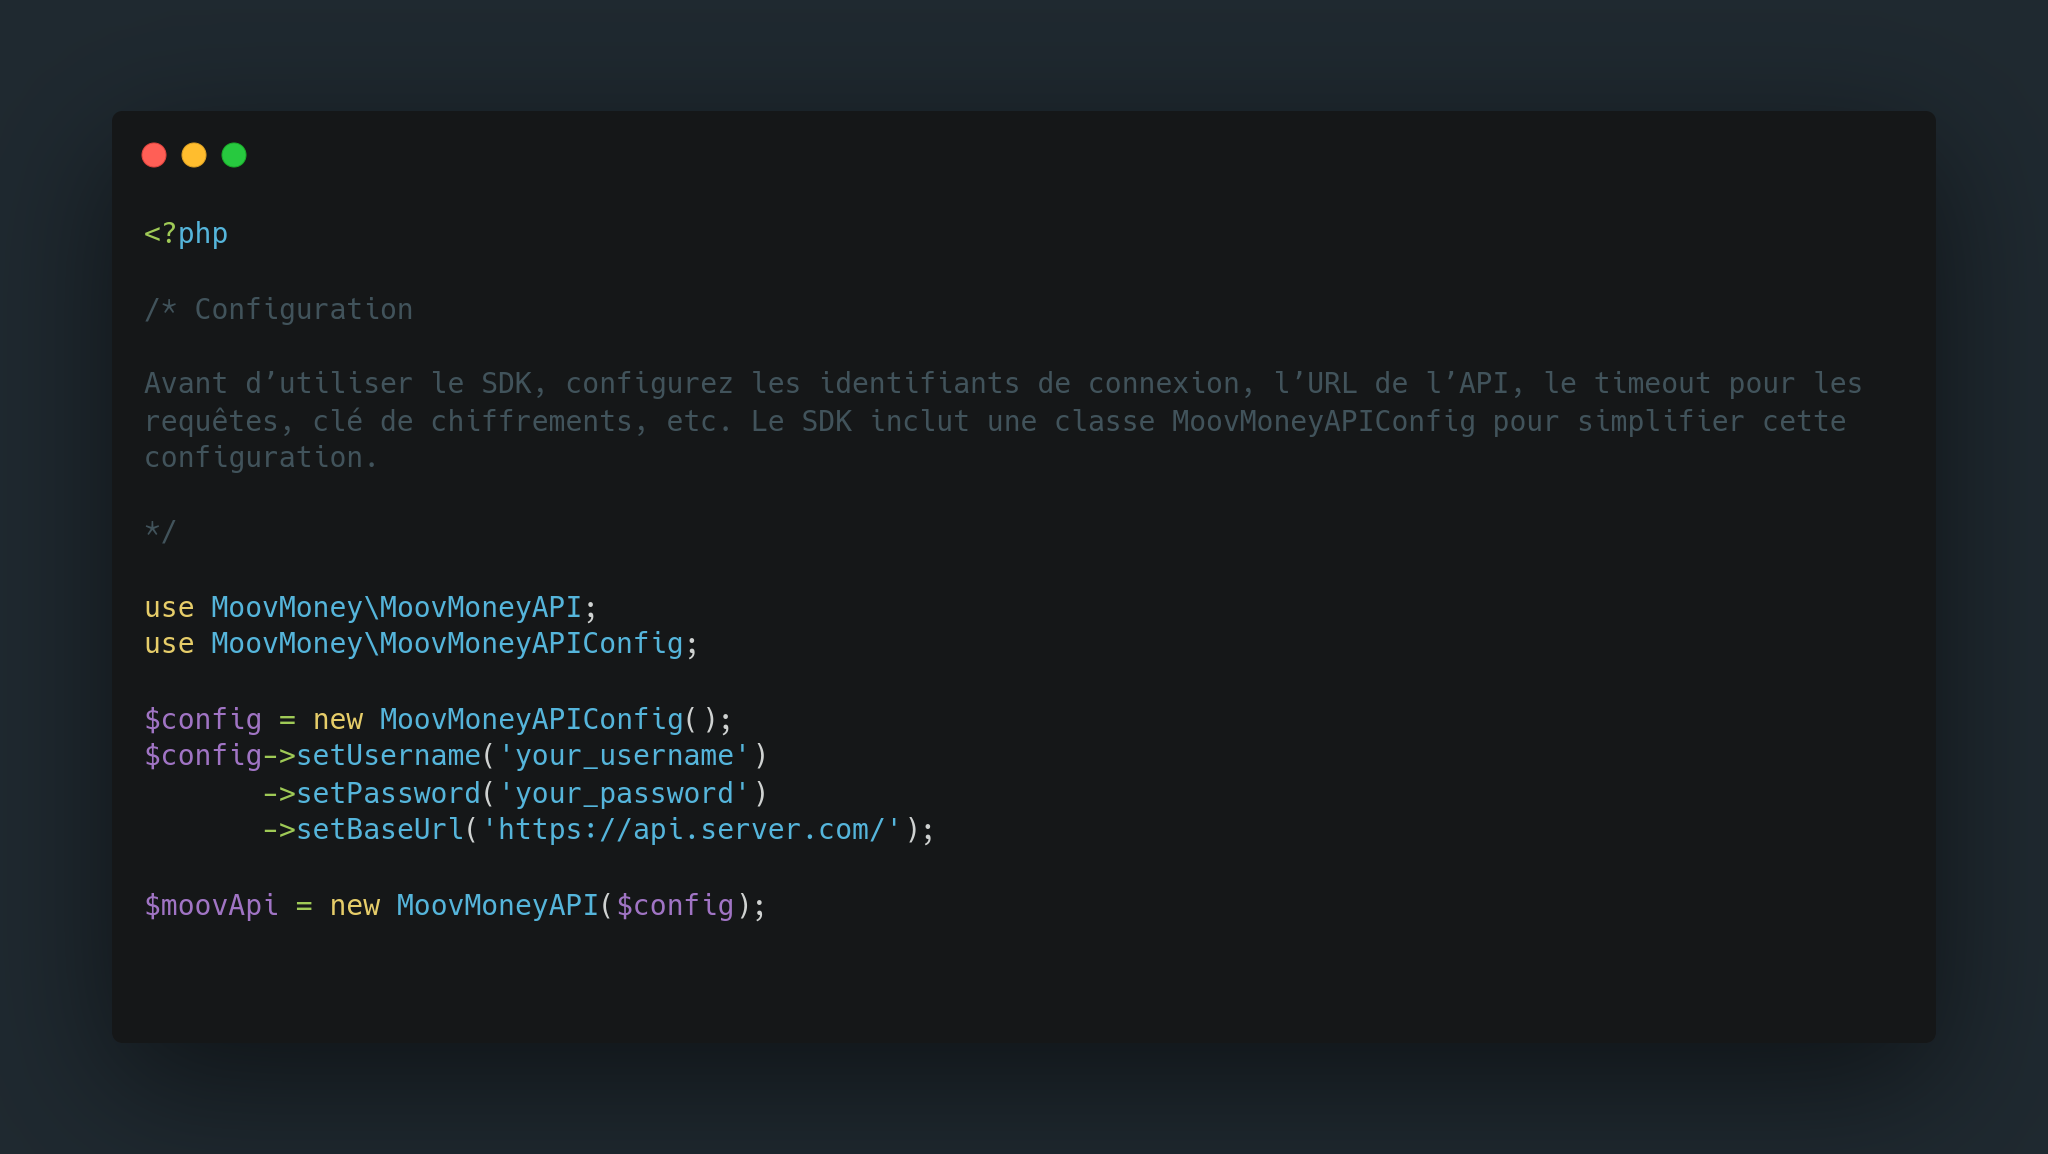 <?php
/* Configuration
Avant d’utiliser le SDK, configurez les identifiants de connexion, l’URL de l’API, le timeout pour les
requêtes, clé de chiffrements, etc. Le SDK inclut une classe MoovMoneyAPIConfig pour simplifier cette
configuration.
*/
use MoovMoney\MoovMoneyAPI;
use MoovMoney\MoovMoneyAPIConfig;
$config = new MoovMoneyAPIConfig();
$config->setUsername('your_username')
->setPassword('your_password')
->setBaseUrl('https://api.server.com/');
$moovApi = new MoovMoneyAPI($config);